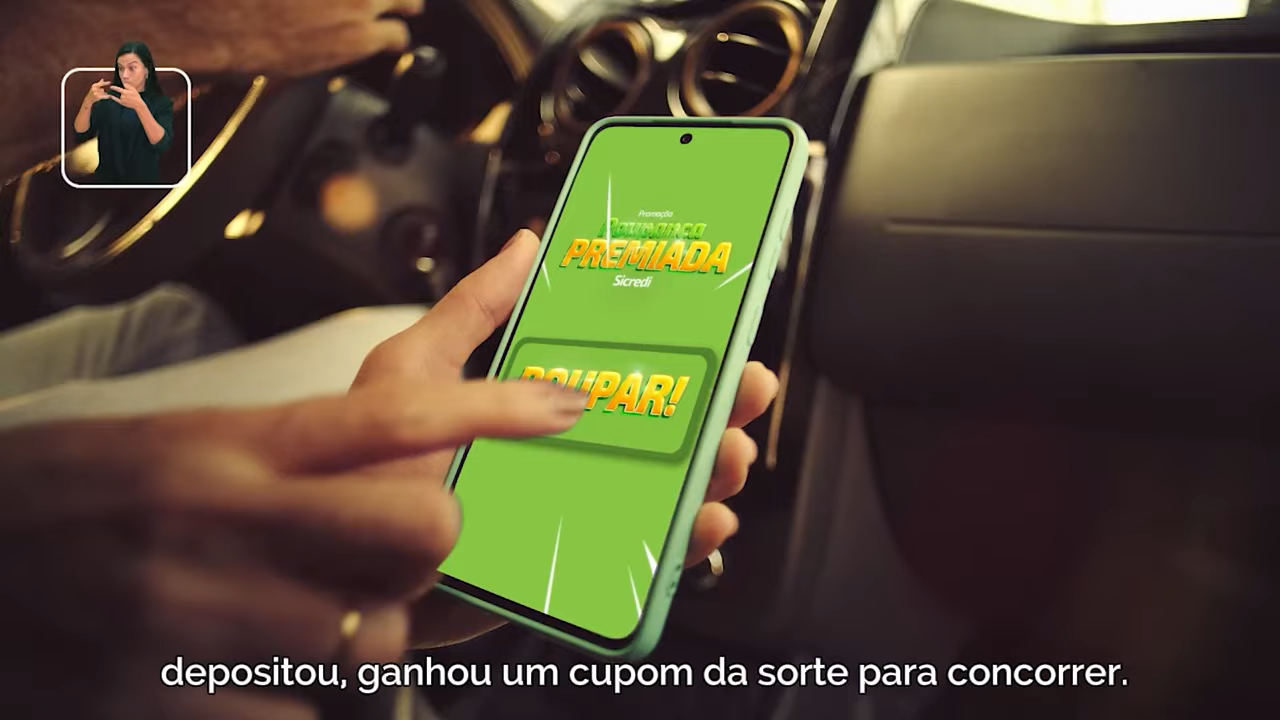 Promoção
Poupança
PREMIADA
Sicredi
POUPAR!
depositou, ganhou um cupom da sorte para concorrer.